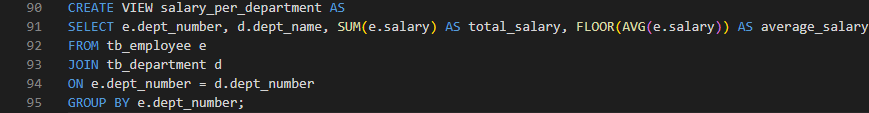 90 CREATE VIEW salary_per_department AS
91 SELECT e.dept_number, d.dept_name, SUM(e.salary) AS total_salary, FLOOR(AVG(e.salary)) AS average_salary
92 FROM tb_employee e
93 JOIN tb_department d
94 ON e.dept_number = d.dept_number
95 GROUP BY e.dept_number;